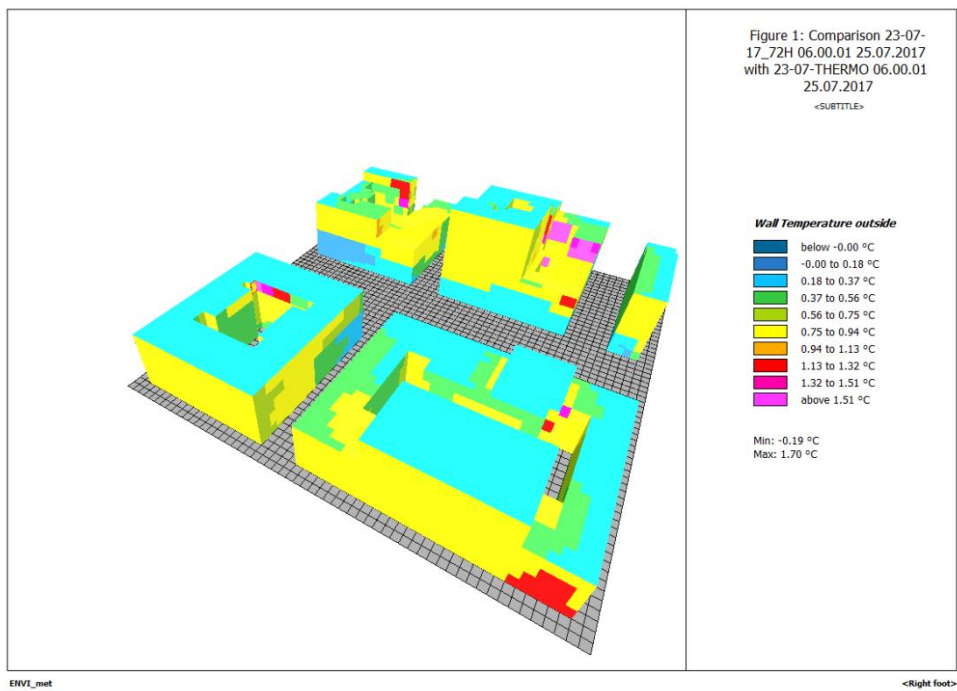 Figure 1: Comparison 23-07-
17_72H 06.00.01 25.07.2017
with 23-07-THERMO 06.00.01
25.07.2017
<SUBTITLE>
Wall Temperature outside
below -0.00 °C
-0.00 to 0.18 °C
0.18 to 0.37 °C
0.37 to 0.56 °C
0.56 to 0.75 °C
0.75 to 0.94 °C
0.94 to 1.13 °C
1.13 to 1.32 °C
1.32 to 1.51 °C
above 1.51 °C
Min: -0.19 °C
Max: 1.70 °C
ENVI_met
<Right foot>